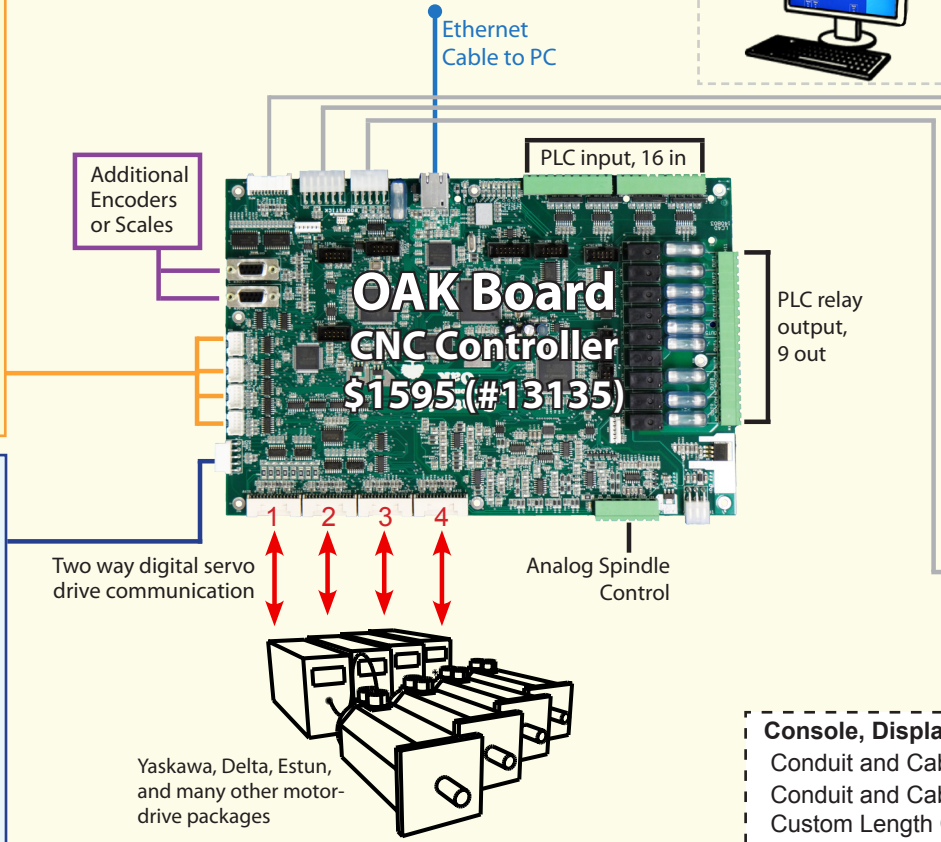 Ethernet
Cable to PC
PLC input, 16 in
Additional
Encoders
or Scales
OAK Board
CNC Controller
$1595 (#13135)
PLC relay
output,
9 out
1 2 3 4
Two way digital servo
drive communication
Analog Spindle
Control
Yaskawa, Delta, Estun,
and many other motor-
drive packages
Console, Displa
Conduit and Cab
Conduit and Cab
Custom Length